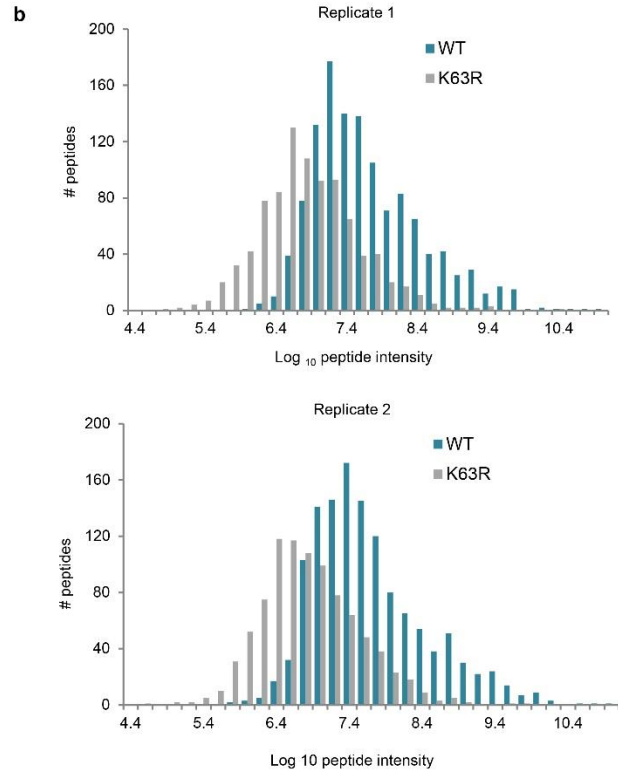 b
Replicate 1
200
160
120
80
40
0
# peptides
WT
K63R
4.4 5.4 6.4 7.4 8.4 9.4 10.4
Log 10 peptide intensity
Replicate 2
200
160
120
80
40
0
# peptides
WT
K63R
4.4 5.4 6.4 7.4 8.4 9.4 10.4
Log 10 peptide intensity